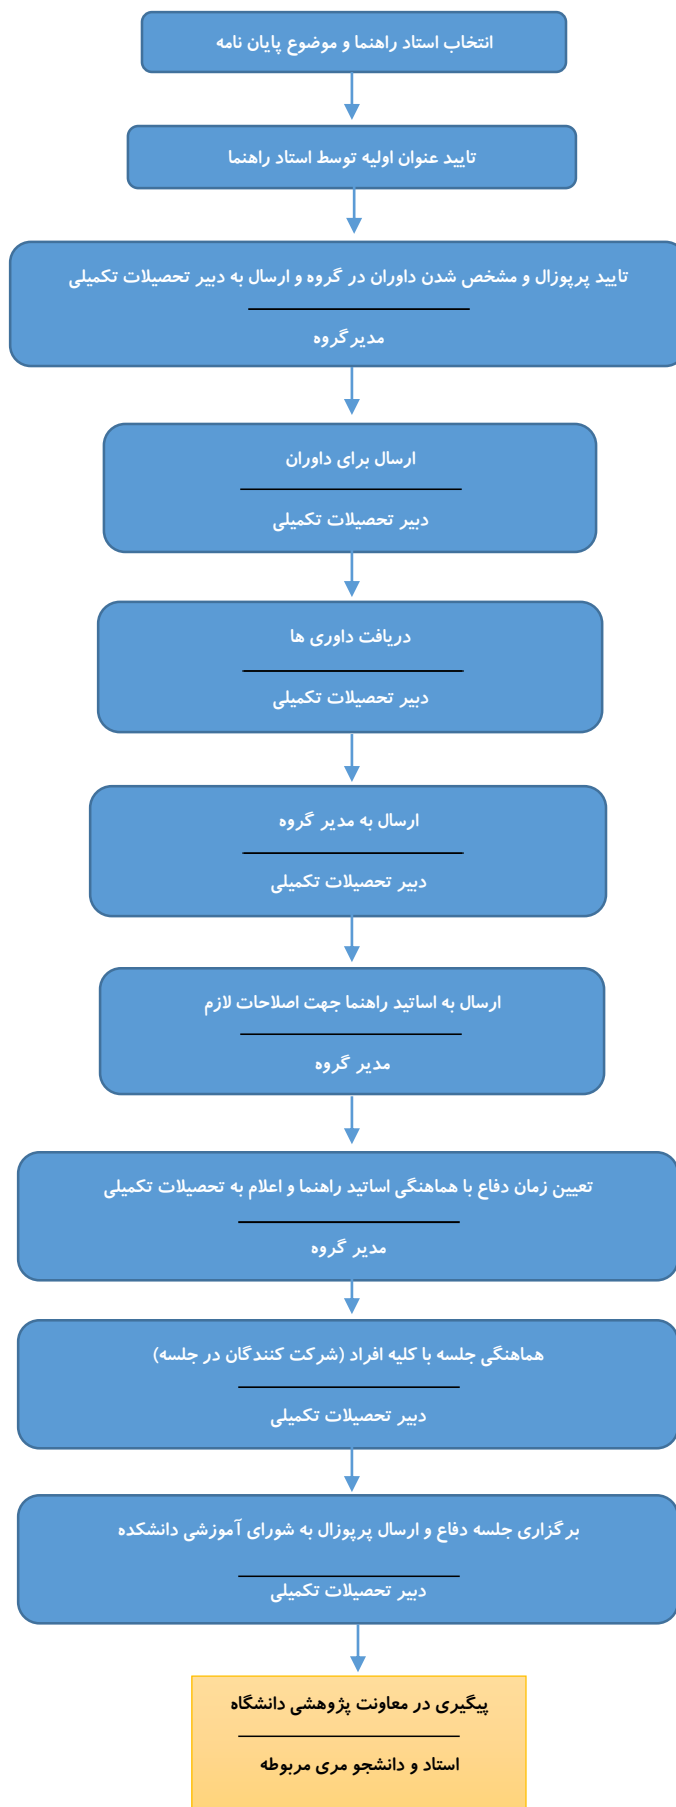 انتخاب استاد راهنما و موضوع پایان نامه
تایید عنوان اولیه توسط استاد راهنما
تایید پرپوزال و مشخص شدن داوران در گروه و ارسال به دبیر تحصیلات تکمیلی
مدیرگروه
ارسال برای داوران
دبیر تحصیلات تکمیلی
دریافت داوری ها
دبیر تحصیلات تکمیلی
ارسال به مدیر گروه
دبیر تحصیلات تکمیلی
ارسال به اساتید راهنما جهت اصلاحات لازم
مدیر گروه
تعیین زمان دفاع با هماهنگی اساتید راهنما و اعلام به تحصیلات تکمیلی
مدیر گروه
هماهنگی جلسه با کلیه افراد (شرکت کنندگان در جلسه)
دبیر تحصیلات تکمیلی
برگزاری جلسه دفاع و ارسال پرپوزال به شورای آموزشی دانشکده
دبیر تحصیلات تکمیلی
پیگیری در معاونت پژوهشی دانشگاه
استاد و دانشجو مری مربوطه